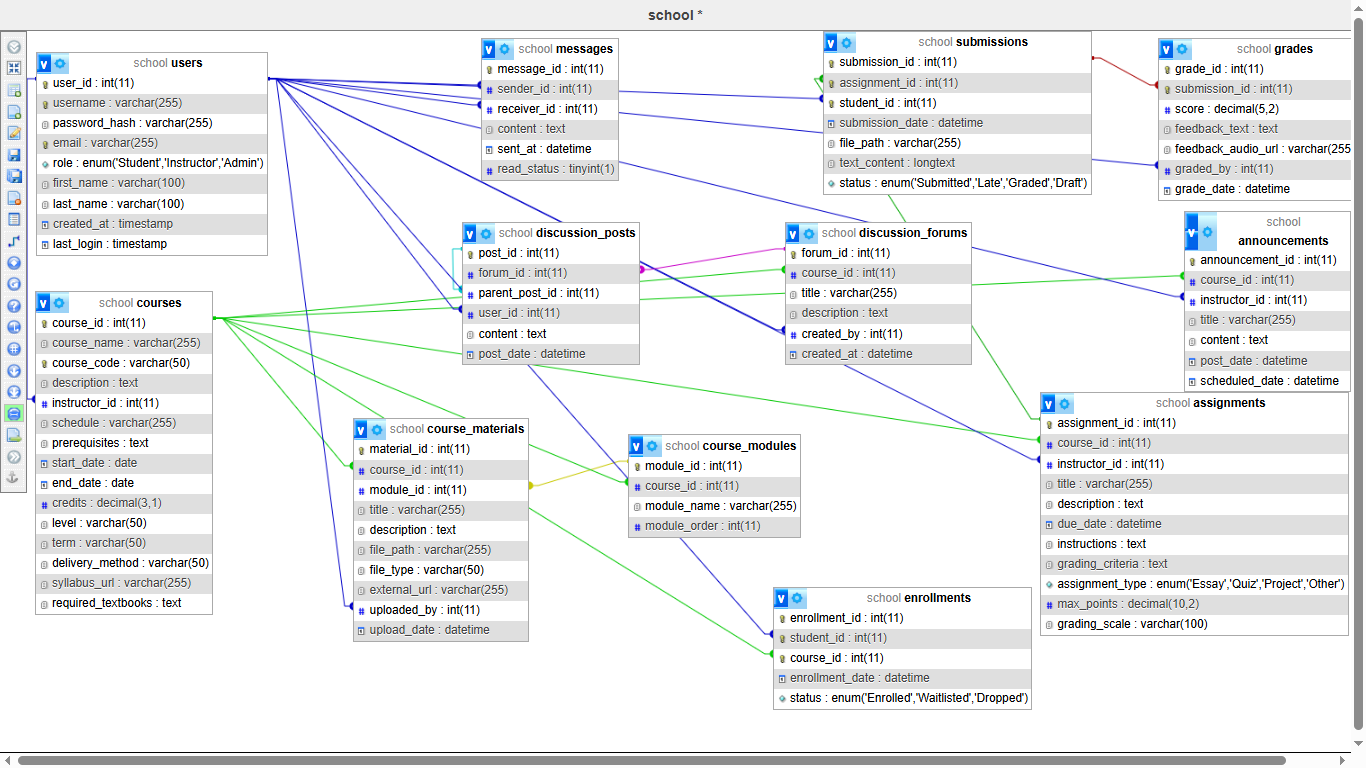 school *
school users
user_id : int(11)
username : varchar(255)
password_hash : varchar(255)
email : varchar(255)
role : enum('Student','Instructor','Admin')
first_name : varchar(100)
last_name : varchar(100)
created_at : timestamp
last_login : timestamp
school messages
message_id : int(11)
sender_id : int(11)
receiver_id : int(11)
content : text
sent_at : datetime
read_status : tinyint(1)
school submissions
submission_id : int(11)
assignment_id : int(11)
student_id : int(11)
submission_date : datetime
file_path : varchar(255)
text_content : longtext
status : enum('Submitted','Late','Graded','Draft')
school grades
grade_id : int(11)
submission_id : int(11)
score : decimal(5,2)
feedback_text : text
feedback_audio_url : varchar(255
graded_by : int(11)
grade_date : datetime
school discussion_posts
post_id : int(11)
forum_id : int(11)
parent_post_id : int(11)
user_id : int(11)
content : text
post_date : datetime
school discussion_forums
forum_id : int(11)
course_id : int(11)
title : varchar(255)
description : text
created_by : int(11)
created_at : datetime
school
announcements
announcement_id : int(11)
course_id : int(11)
instructor_id : int(11)
title : varchar(255)
content : text
post_date : datetime
scheduled_date : datetime
school courses
course_id : int(11)
course_name : varchar(255)
course_code : varchar(50)
description : text
instructor_id : int(11)
schedule : varchar(255)
prerequisites : text
start_date : date
end_date : date
credits : decimal(3,1)
level : varchar(50)
term : varchar(50)
delivery_method : varchar(50)
syllabus_url : varchar(255)
required_textbooks : text
school course_materials
material_id : int(11)
course_id : int(11)
module_id : int(11)
title : varchar(255)
description : text
file_path : varchar(255)
file_type : varchar(50)
external_url : varchar(255)
uploaded_by : int(11)
upload_date : datetime
school course_modules
module_id : int(11)
course_id : int(11)
module_name : varchar(255)
module_order : int(11)
school assignments
assignment_id : int(11)
course_id : int(11)
instructor_id : int(11)
title : varchar(255)
description : text
due_date : datetime
instructions : text
grading_criteria : text
assignment_type : enum('Essay','Quiz','Project','Other')
max_points : decimal(10,2)
grading_scale : varchar(100)
school enrollments
enrollment_id : int(11)
student_id : int(11)
course_id : int(11)
enrollment_date : datetime
status : enum('Enrolled','Waitlisted','Dropped')